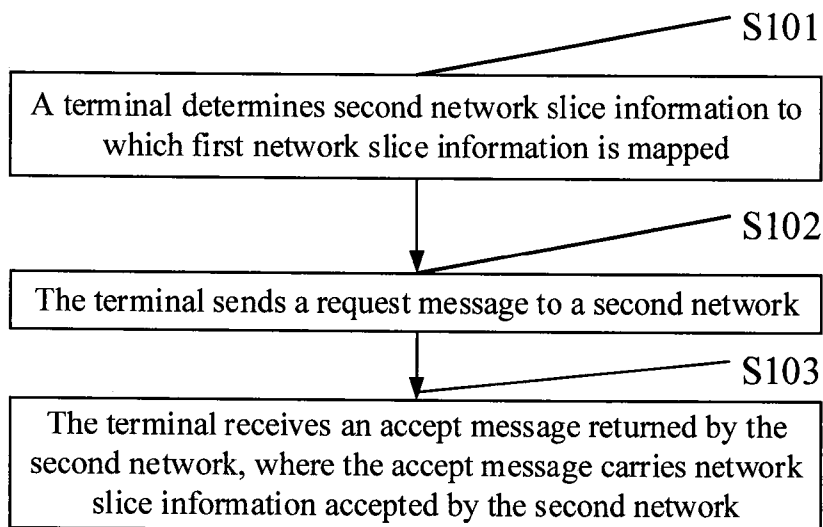 S101
A terminal determines second network slice information to
which first network slice information is mapped
S102
The terminal sends a request message to a second network
S103
The terminal receives an accept message returned by the
second network, where the accept message carries network
slice information accepted by the second network